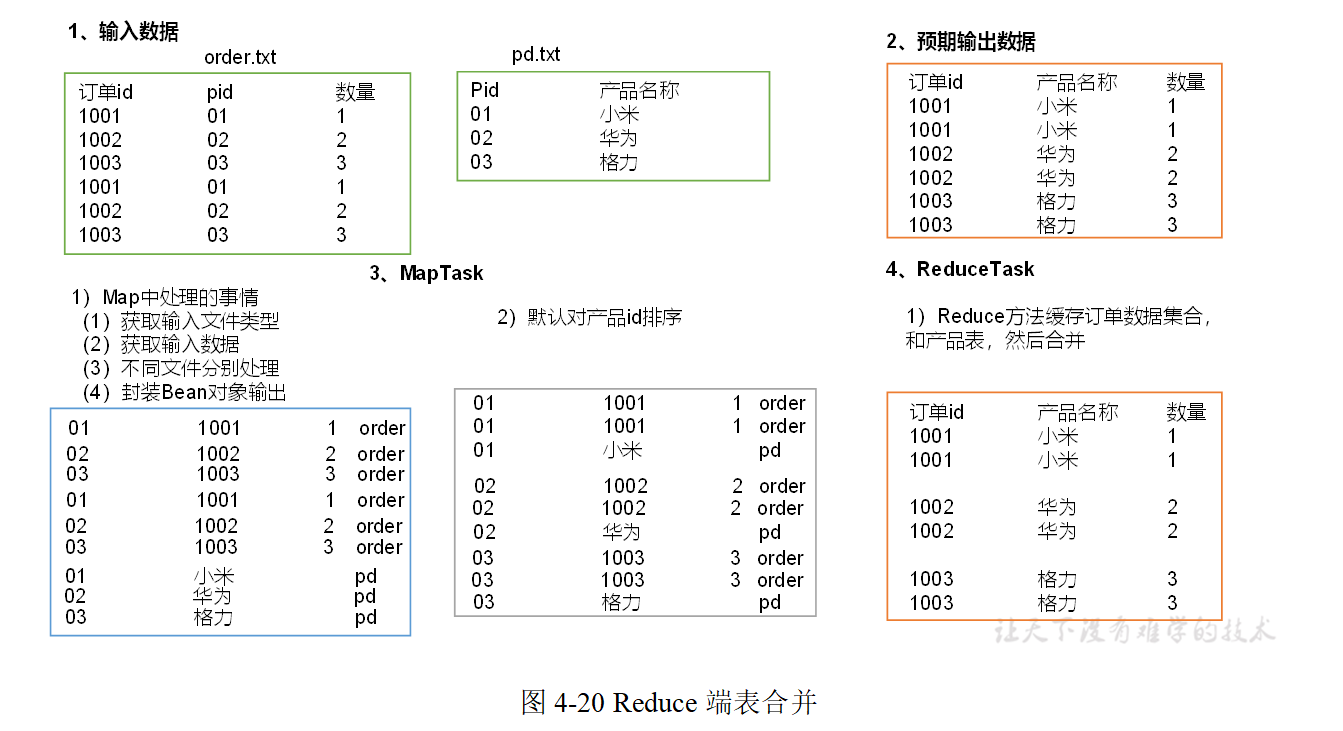 1、输入数据
order.txt
订单id pid 数量
1001 01 1
1002 02 2
1003 03 3
1001 01 1
1002 02 2
1003 03 3
pd.txt
Pid 产品名称
01 小米
02 华为
03 格力
2、预期输出数据
订单id 产品名称 数量
1001 小米 1
1001 小米 1
1002 华为 2
1002 华为 2
1003 格力 3
1003 格力 3
3、MapTask
1）Map中处理的事情
（1）获取输入文件类型
（2）获取输入数据
（3）不同文件分别处理
（4）封装Bean对象输出
01 1001 1 order
02 1002 2 order
03 1003 3 order
01 1001 1 order
02 1002 2 order
03 1003 3 order
01 小米 pd
02 华为 pd
03 格力 pd
2）默认对产品id排序
01 1001 1 order
01 1001 1 order
01 小米 pd
02 1002 2 order
02 1002 2 order
02 华为 pd
03 1003 3 order
03 1003 3 order
03 格力 pd
4、ReduceTask
1）Reduce方法缓存订单数据集合，
和产品表，然后合并
订单id 产品名称 数量
1001 小米 1
1001 小米 1
1002 华为 2
1002 华为 2
1003 格力 3
1003 格力 3
让天下没有难学的技术
图 4-20 Reduce 端表合并